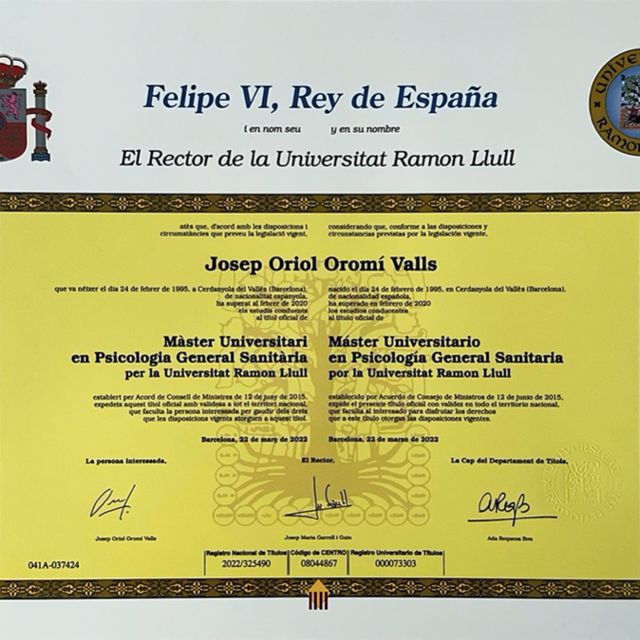 Felipe VI, Rey de España
i en nom seu y en su nombre
El Rector de la Universitat Ramon Llull
UNIVE
RAMO
atès que, d'acord amb les disposicions i
circumstàncies que preveu la legislació vigent,
considerando que, conforme a las disposiciones y
circunstancias previstas por la legislación vigente,
Josep Oriol Oromí Valls
que va néixer el dia 24 de febrer de 1995, a Cerdanyola del Vallès (Barcelona),
de nacionalitat espanyola,
ha superat al febrer de 2020
els estudis conduents
al títol oficial de
nacido el día 24 de febrero de 1995, en Cerdanyola del Vallès (Barcelona),
de nacionalidad española,
ha superado en febrero de 2020
los estudios conducentes
al título oficial de
Màster Universitari
en Psicologia General Sanitària
per la Universitat Ramon Llull
Máster Universitario
en Psicología General Sanitaria
por la Universitat Ramon Llull
establert per Acord de Consell de Ministres de 12 de juny de 2015,
expedeix aquest títol oficial amb validesa a tot el territori nacional,
que faculta la persona interessada per gaudir dels drets
que les disposicions vigents atorguen a aquest títol.
establecido por Acuerdo de Consejo de Ministros de 12 de junio de 2015,
expide el presente título oficial con validez en todo el territorio nacional,
que faculta al interesado para disfrutar los derechos
que a este título otorgan las disposiciones vigentes.
Barcelona, 22 de març de 2022
Barcelona, 22 de marzo de 2022
La persona interessada,
El Rector,
La Cap del Departament de Títols,
Josep Oriol Oromí Valls
Josep Maria Garrell i Guiu
Ada Requena Bou
041A-037424
Registro Nacional de Títulos
Código de CENTRO
Registro Universitario de Títulos
2022/325490
08044867
000073303